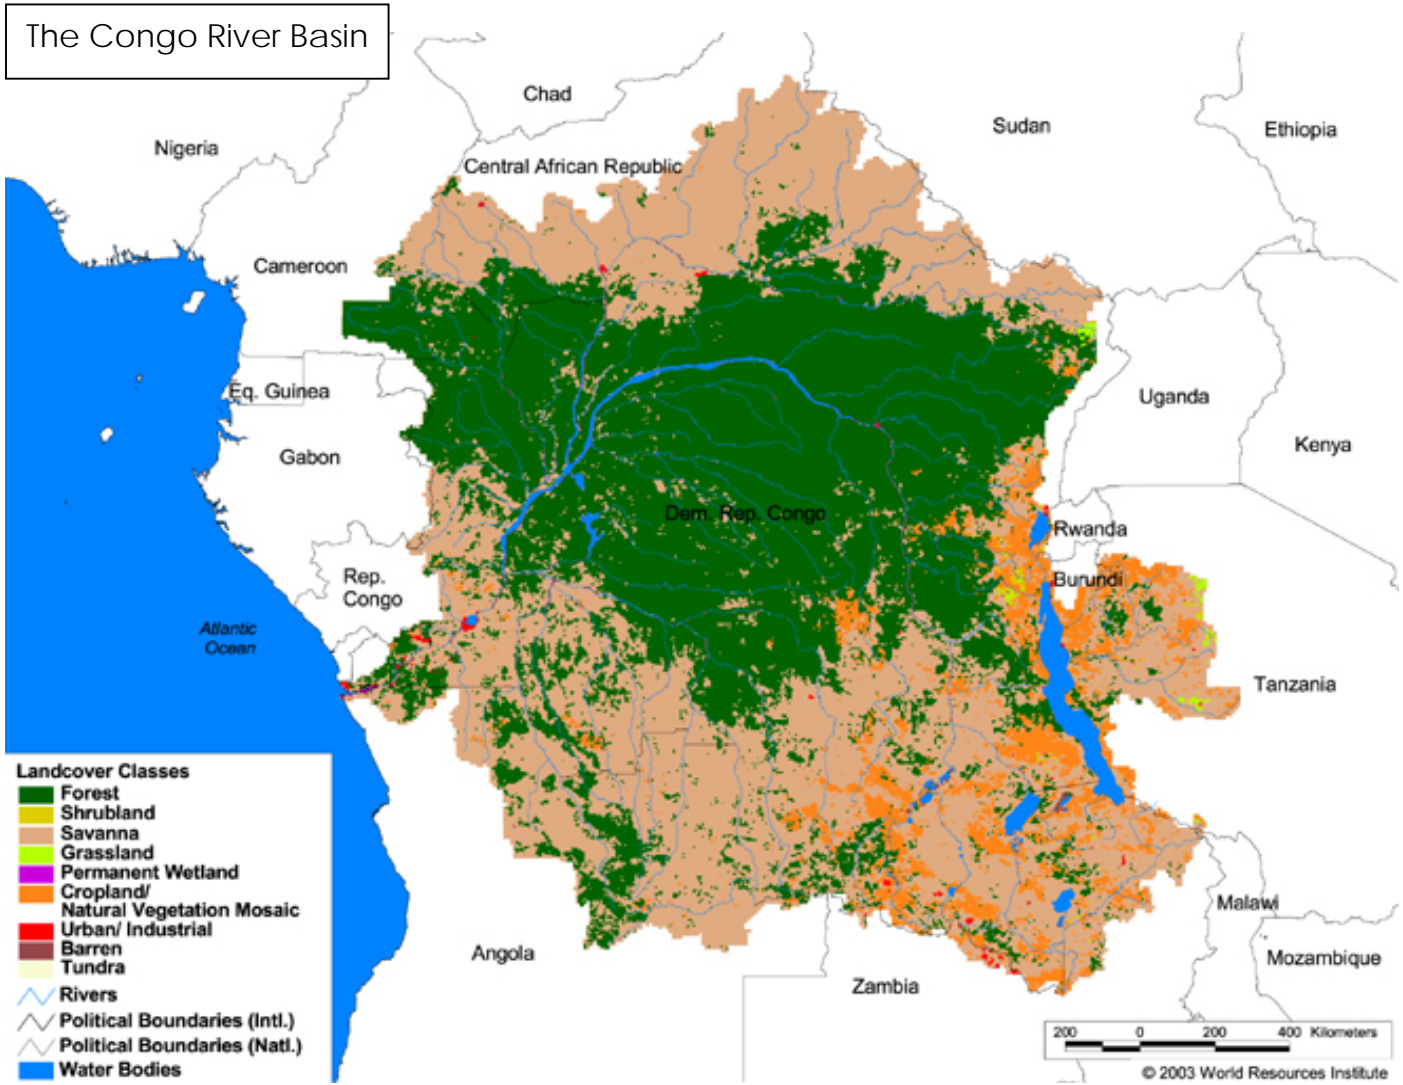 The Congo River Basin
Chad
Sudan
Ethiopia
Nigeria
Central African Republic
Cameroon
Eq. Guinea
Uganda
Gabon
Kenya
Dem. Rep. Congo
Rwanda
Burundi
Rep.
Congo
Atlantic
Ocean
Tanzania
Landcover Classes
Forest
Shrubland
Savanna
Grassland
Permanent Wetland
Cropland/
Natural Vegetation Mosaic
Urban/ Industrial
Barren
Tundra
Rivers
Political Boundaries (Intl.)
Political Boundaries (Natl.)
Water Bodies
Angola
Zambia
Malawi
Mozambique
200 0 200 400 Kilometers
© 2003 World Resources Institute